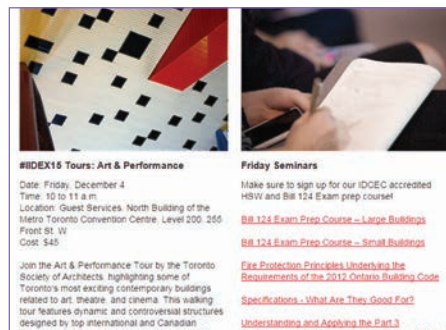 #IIDEX15 Tours: Art & Performance
Date: Friday, December 4
Time: 10 to 11 a.m.
Location: Guest Services, North Building of the
Metro Toronto Convention Centre, Level 200, 255
Front St. W
Cost: $45
Join the Art & Performance Tour by the Toronto
Society of Architects, highlighting some of
Toronto's most exciting contemporary buildings
related to art, theatre, and cinema. This walking
tour features dynamic and controversial structures
designed by top international and Canadian
Friday Seminars
Make sure to sign up for our IDCEC accredited
HSW and Bill 124 exam prep course!
Bill 124 Exam Prep Course – Large Buildings
Bill 124 Exam Prep Course – Small Buildings
Fire Protection Principles Underlying the
Requirements of the 2012 Ontario Building Code
Specifications - What Are They Good For?
Understanding and Applying the Part 3